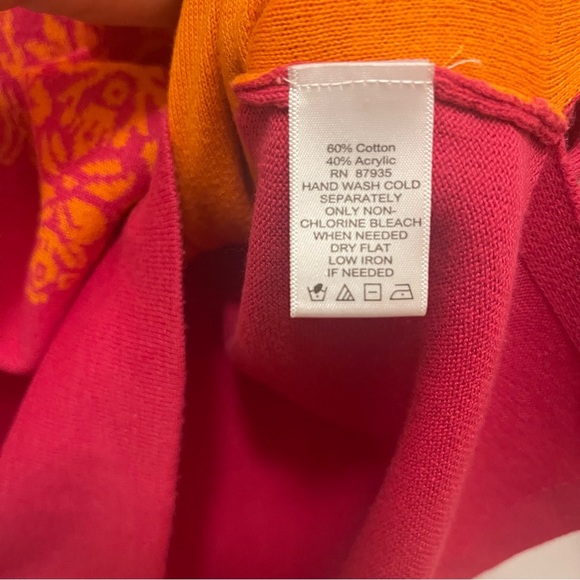 60% Cotton
40% Acrylic
RN 87935
HAND WASH COLD
SEPARATELY
ONLY NON-
CHLORINE BLEACH
WHEN NEEDED
DRY FLAT
LOW IRON
IF NEEDED